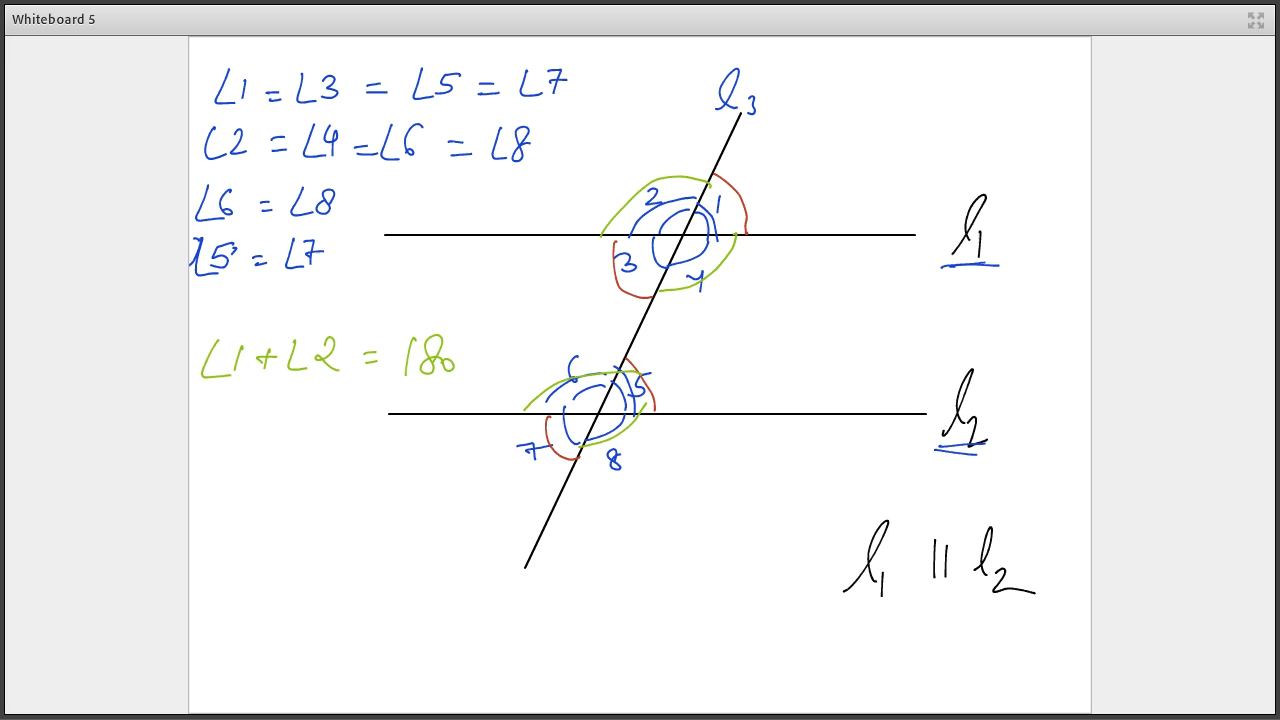 Whiteboard 5
∠1 = ∠3 = ∠5 = ∠7
∠2 = ∠4 = ∠6 = ∠8
∠6 = ∠8
∠5 = ∠7
∠1 + ∠2 = 180
l3
2 1
3 4
l1
6 5
7 8
l2
l1 || l2